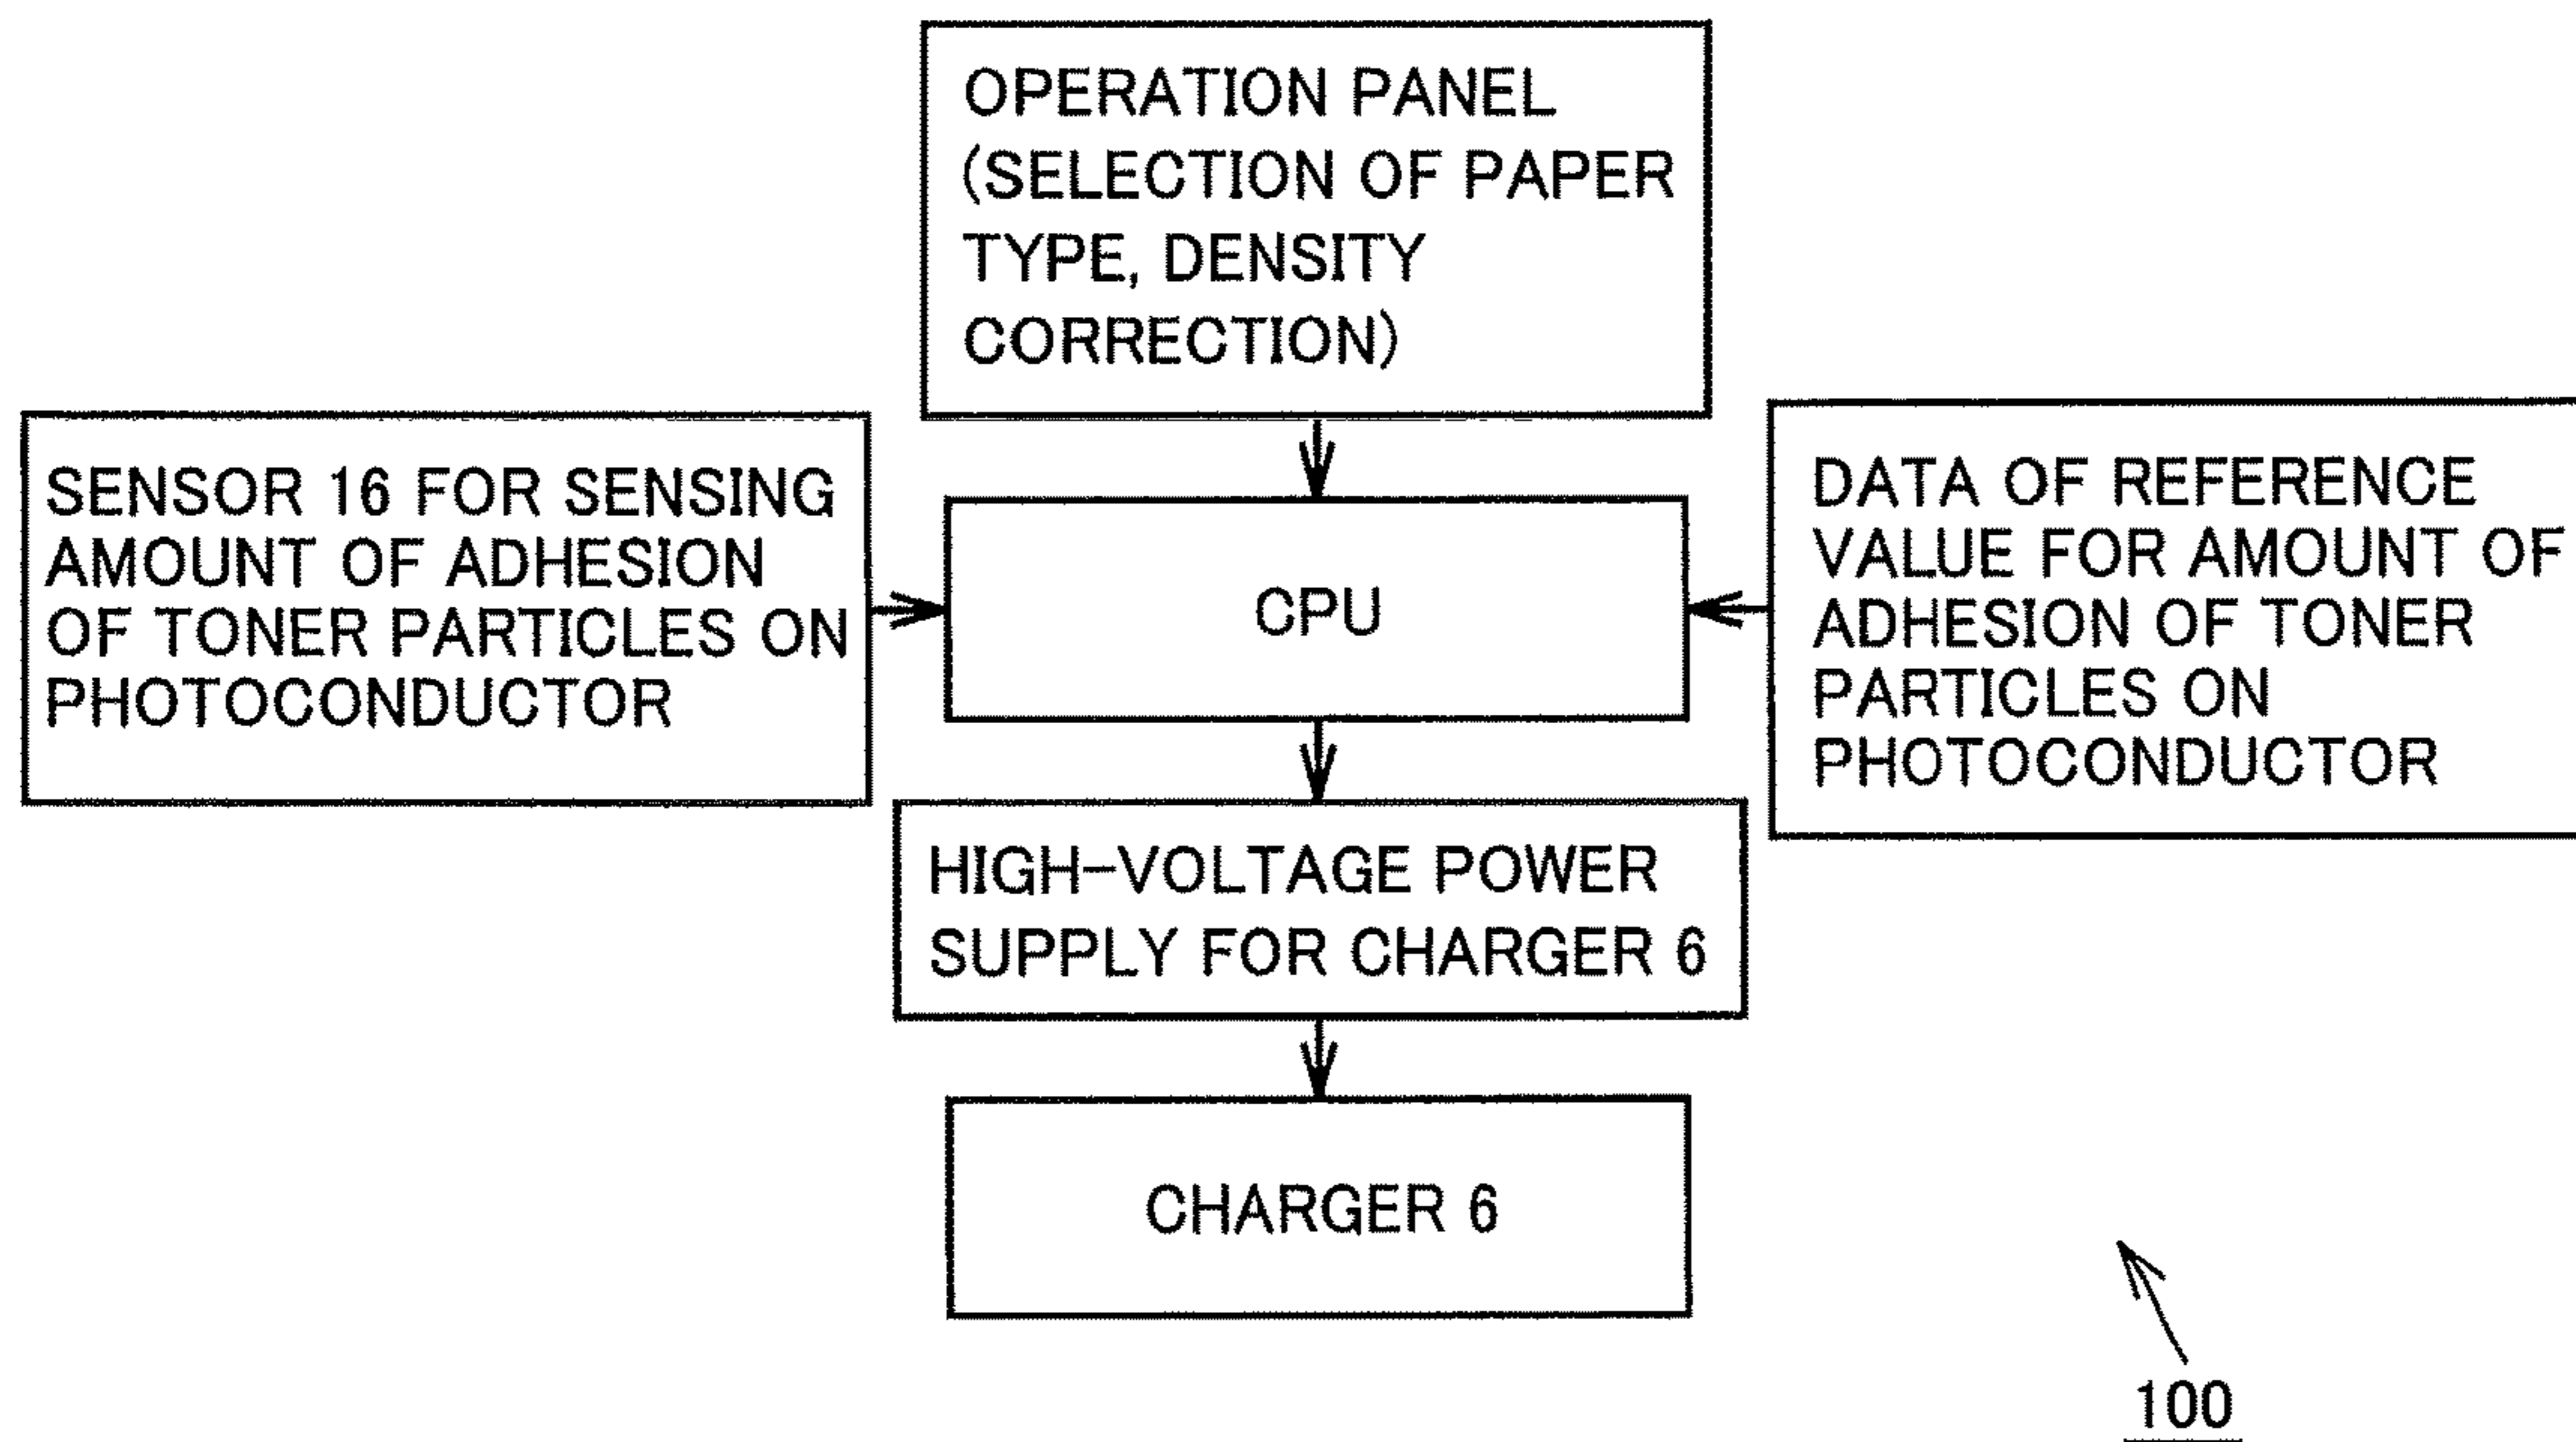 OPERATION PANEL
(SELECTION OF PAPER
TYPE, DENSITY
CORRECTION)
SENSOR 16 FOR SENSING
AMOUNT OF ADHESION
OF TONER PARTICLES ON
PHOTOCONDUCTOR
CPU
DATA OF REFERENCE
VALUE FOR AMOUNT OF
ADHESION OF TONER
PARTICLES ON
PHOTOCONDUCTOR
HIGH-VOLTAGE POWER
SUPPLY FOR CHARGER 6
CHARGER 6
100